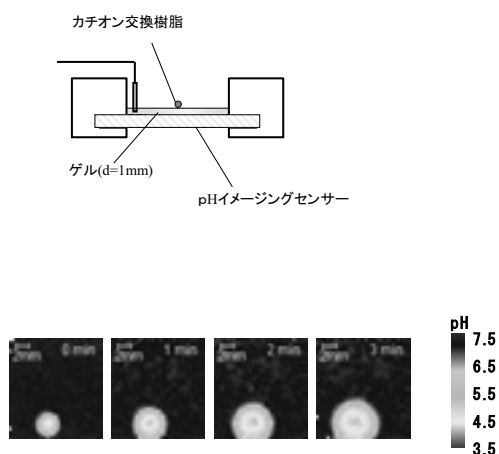 カチオン交換樹脂
ゲル(d=1mm)
pHイメージングセンサー
2mm 0 min
2mm 1 min
2mm 2 min
2mm 3 min
pH
7.5
6.5
5.5
4.5
3.5